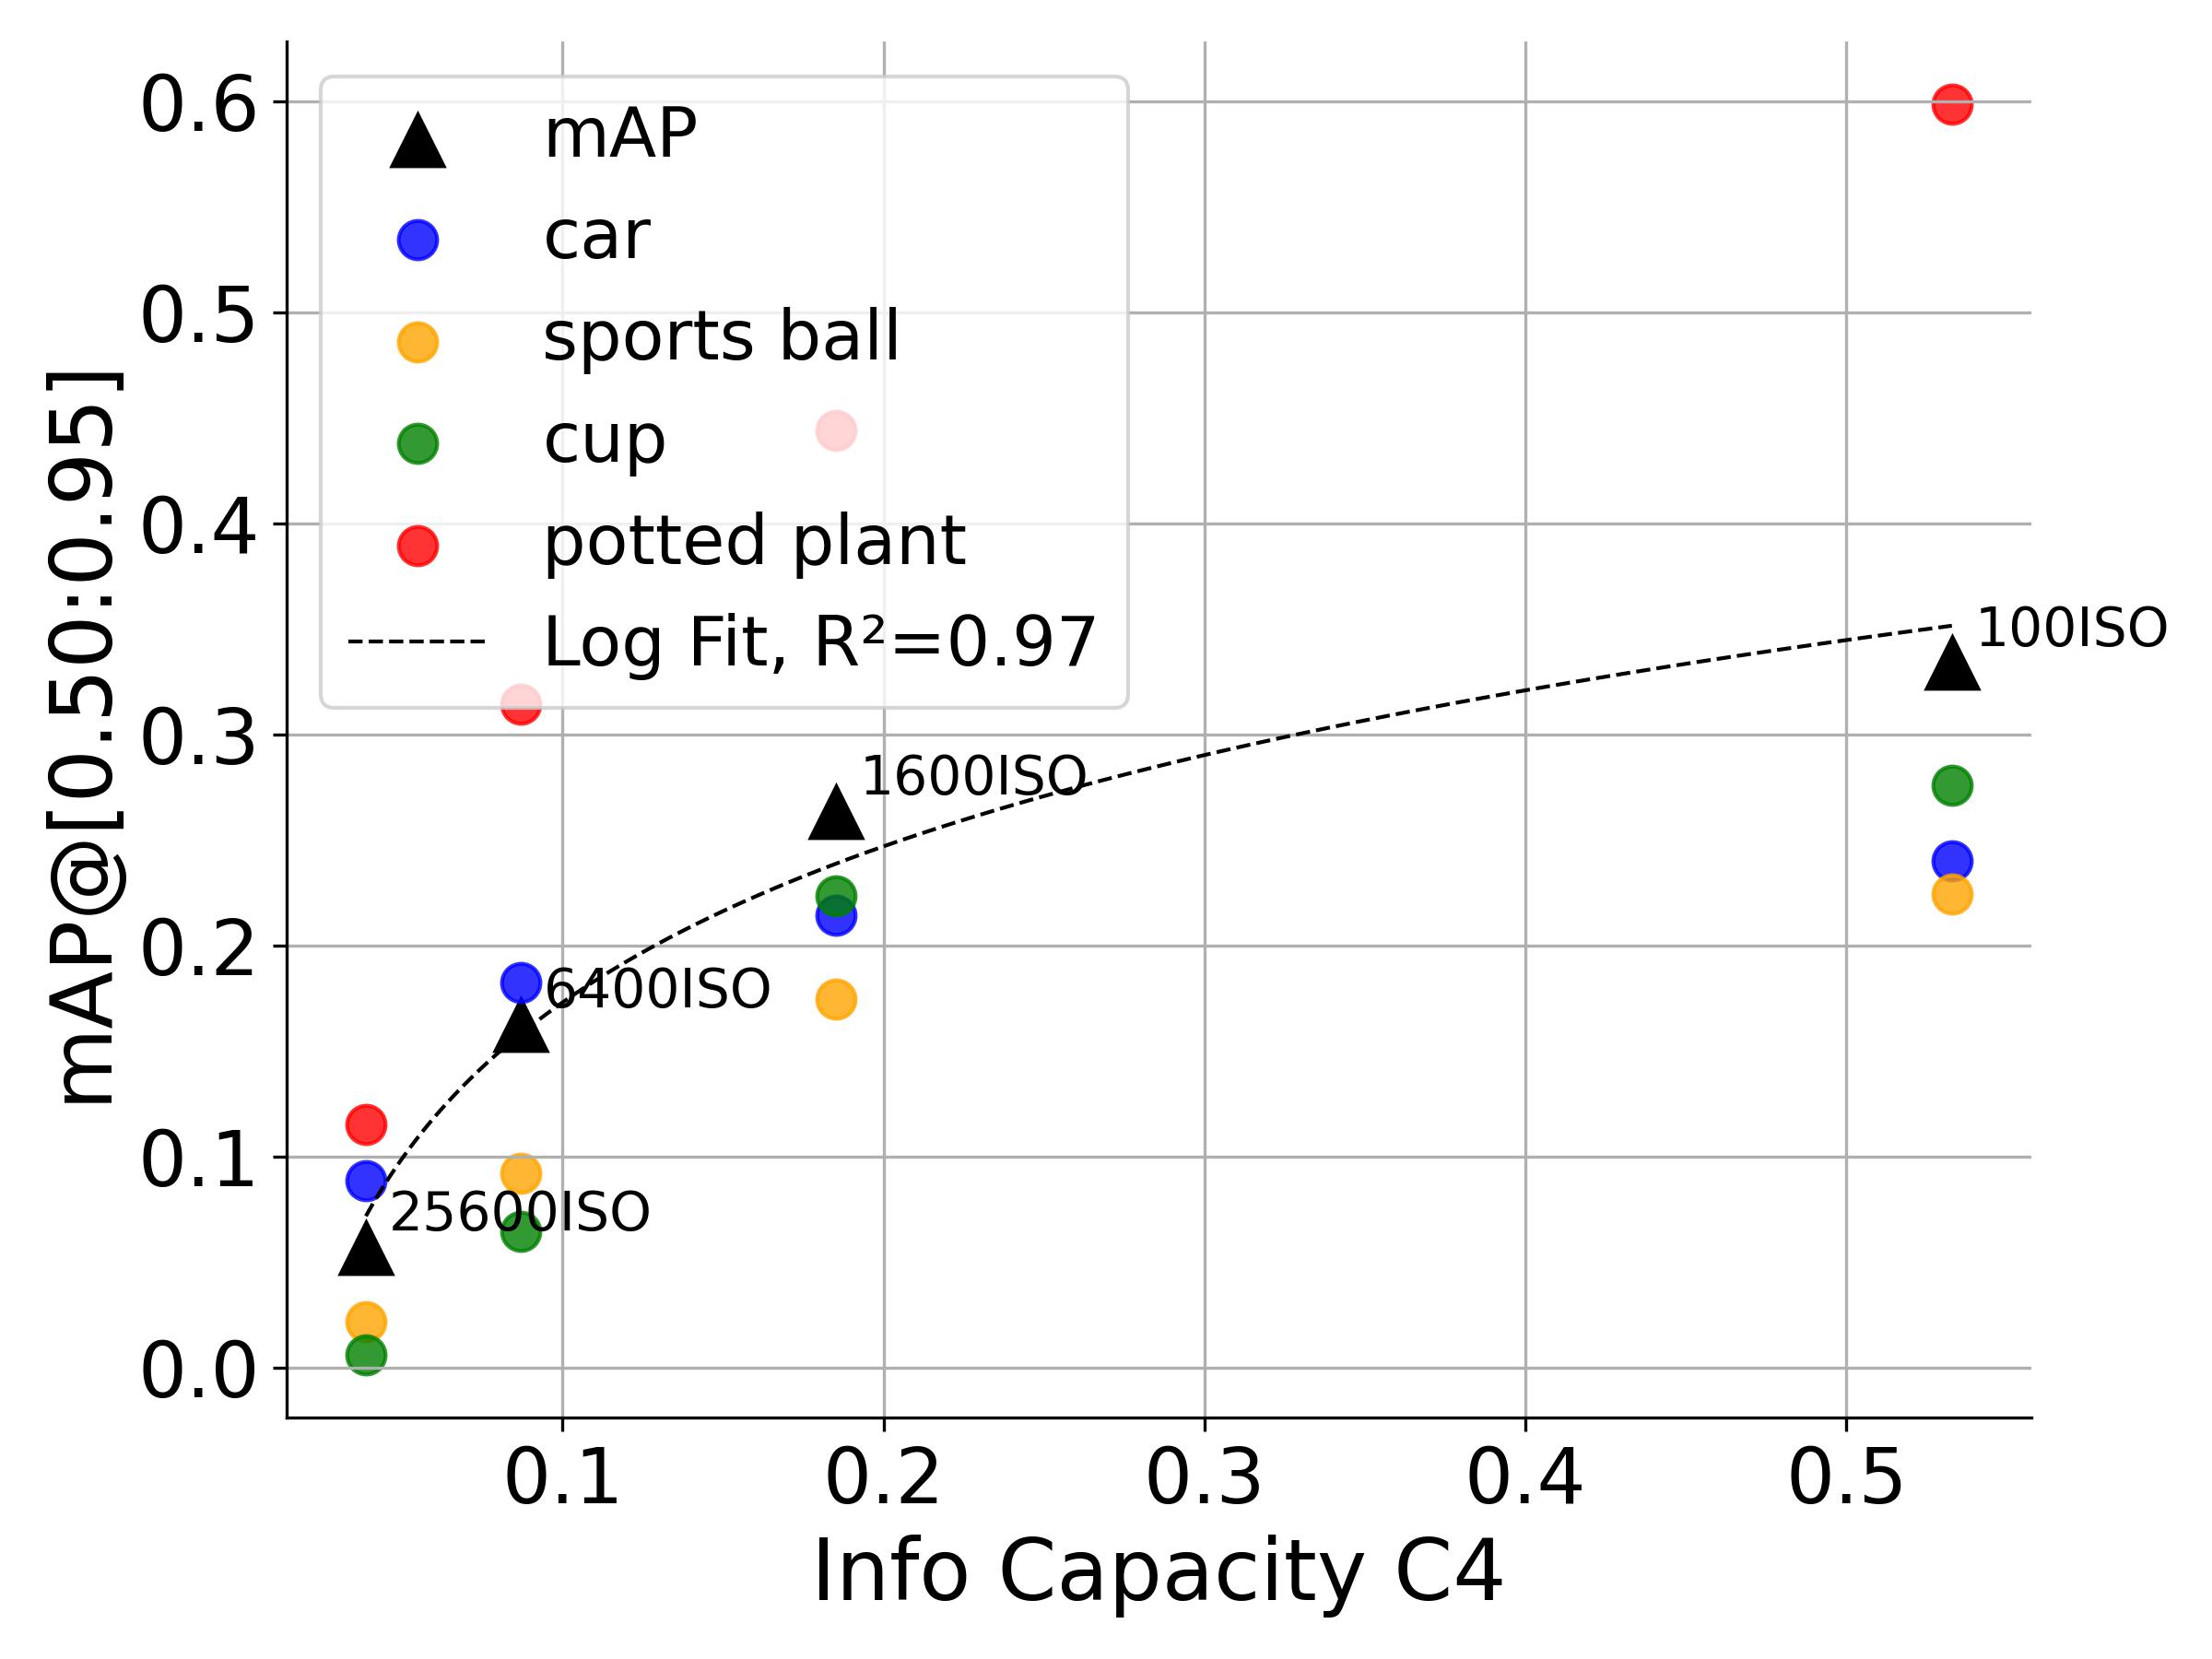 mAP@[0.50:0.95]
0.6
0.5
0.4
0.3
0.2
0.1
0.0
mAP
car
sports ball
cup
potted plant
Log Fit, R²=0.97
100ISO
1600ISO
6400ISO
25600ISO
0.1
0.2
0.3
0.4
0.5
Info Capacity C4